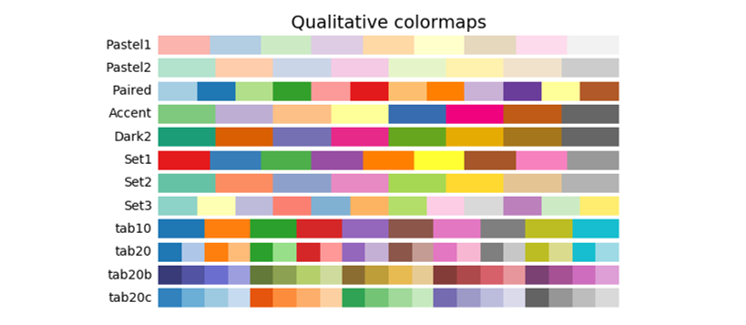 Qualitative colormaps
Pastel1
Pastel2
Paired
Accent
Dark2
Set1
Set2
Set3
tab10
tab20
tab20b
tab20c